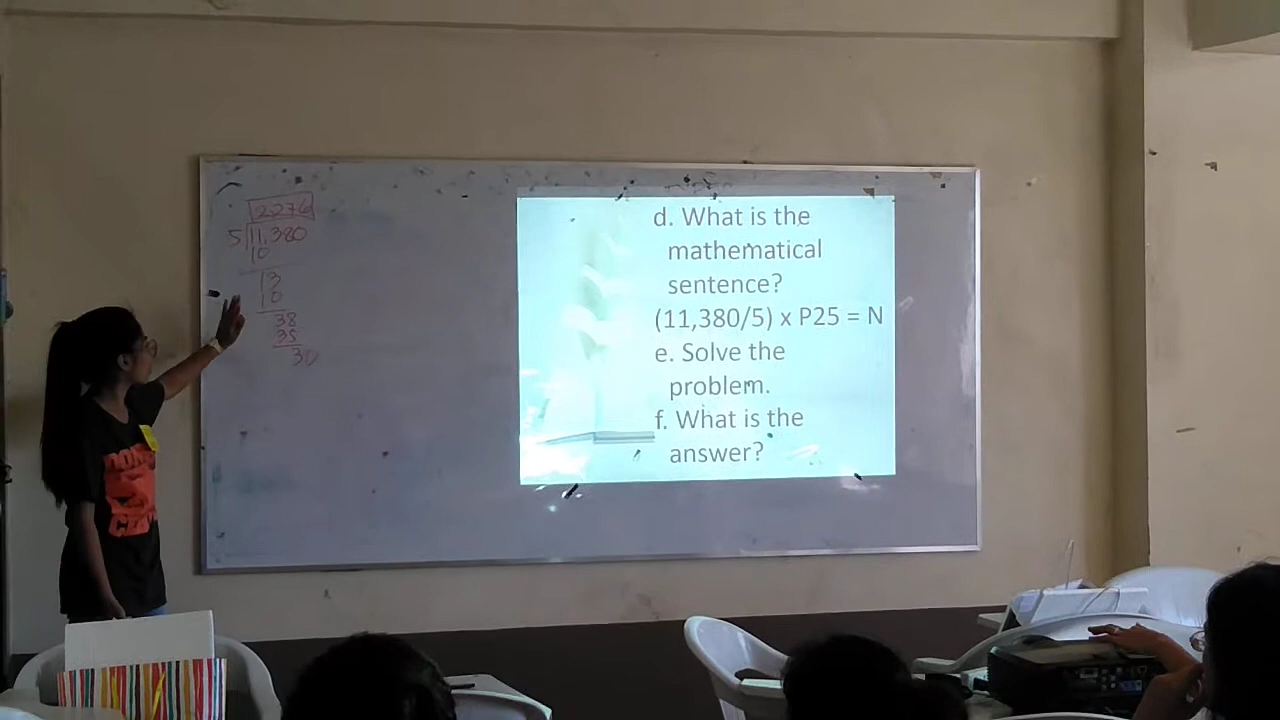 2276
5 11,380
10
13
10
38
35
30
d. What is the
mathematical
sentence?
(11,380/5) x P25 = N
e. Solve the
problem.
f. What is the
answer?